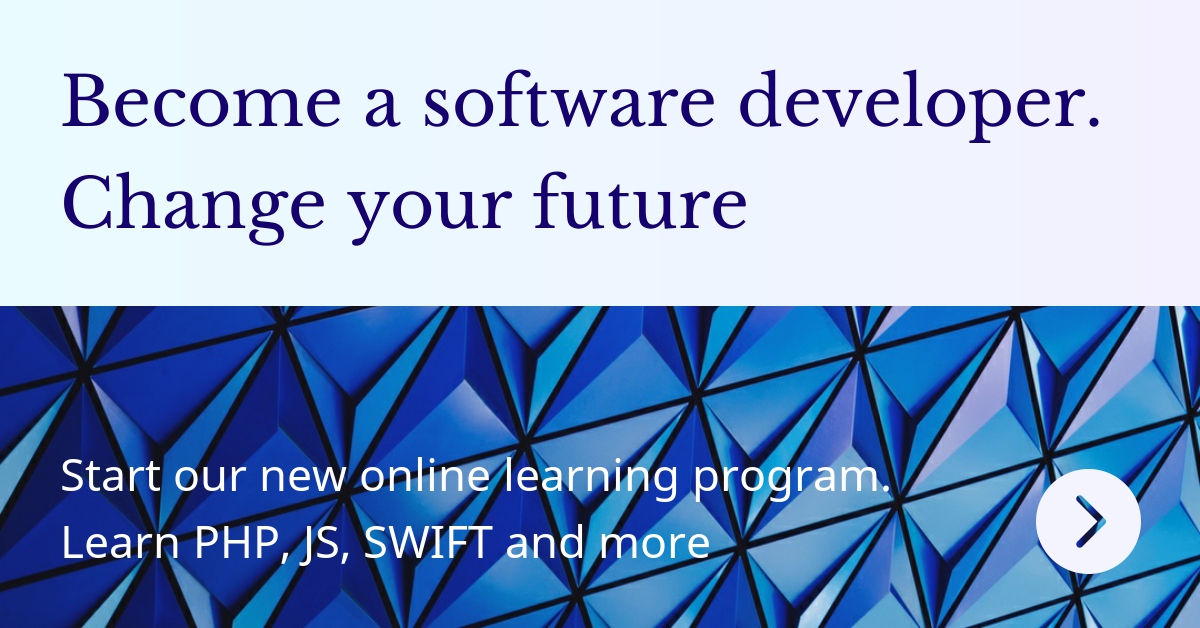 Become a software developer.
Change your future
Start our new online learning program.
Learn PHP, JS, SWIFT and more